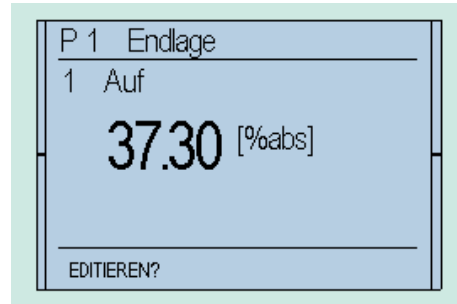 P 1 Endlage
1 Auf
37.30 [%abs]
EDITIEREN?